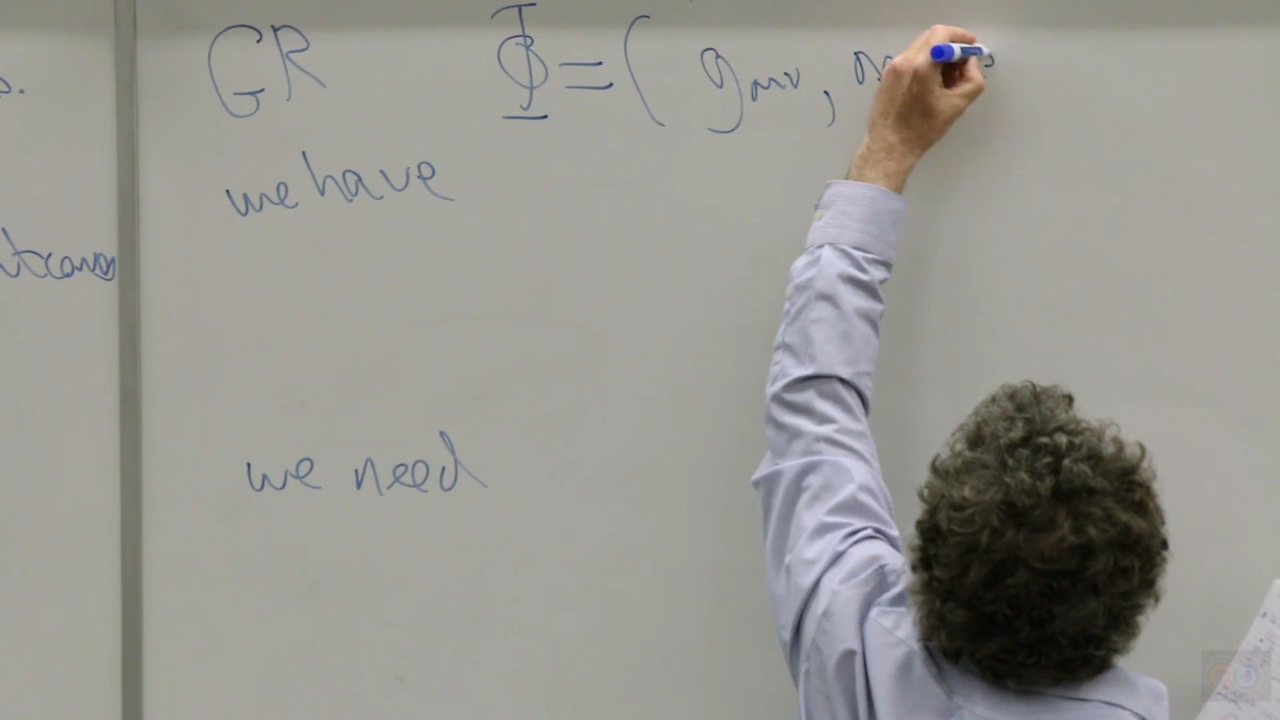 s.
GR Φ = ( gμν ,
we have
we need